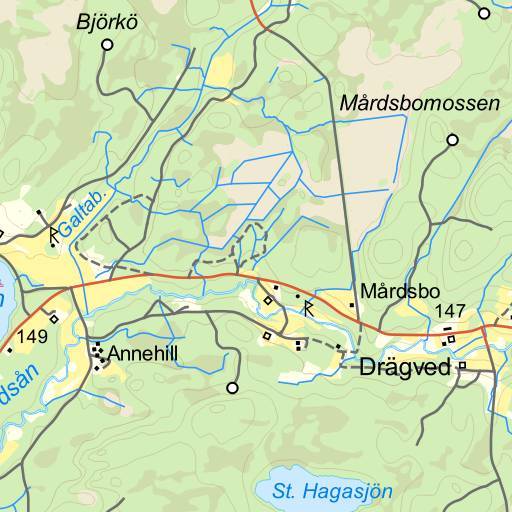 Björkö
Mårdsbomossen
Galtab.
R
R
Mårdsbo
147
149
Annehill
Drägved
dsån
St. Hagasjön